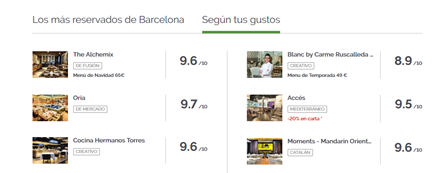 Los más reservados de Barcelona
Según tus gustos
The Alchemix
DE FUSIÓN
Menú de Navidad 65€
9.6 /10
Oria
DE MERCADO
9.7 /10
Cocina Hermanos Torres
CREATIVO
9.6 /10
Blanc by Carme Ruscalleda ...
CREATIVO
Menú de Temporada 49 €
8.9 /10
Accés
MEDITERRÁNEO
-20% en carta *
9.5 /10
Moments - Mandarin Orient...
CATALÁN
9.6 /10